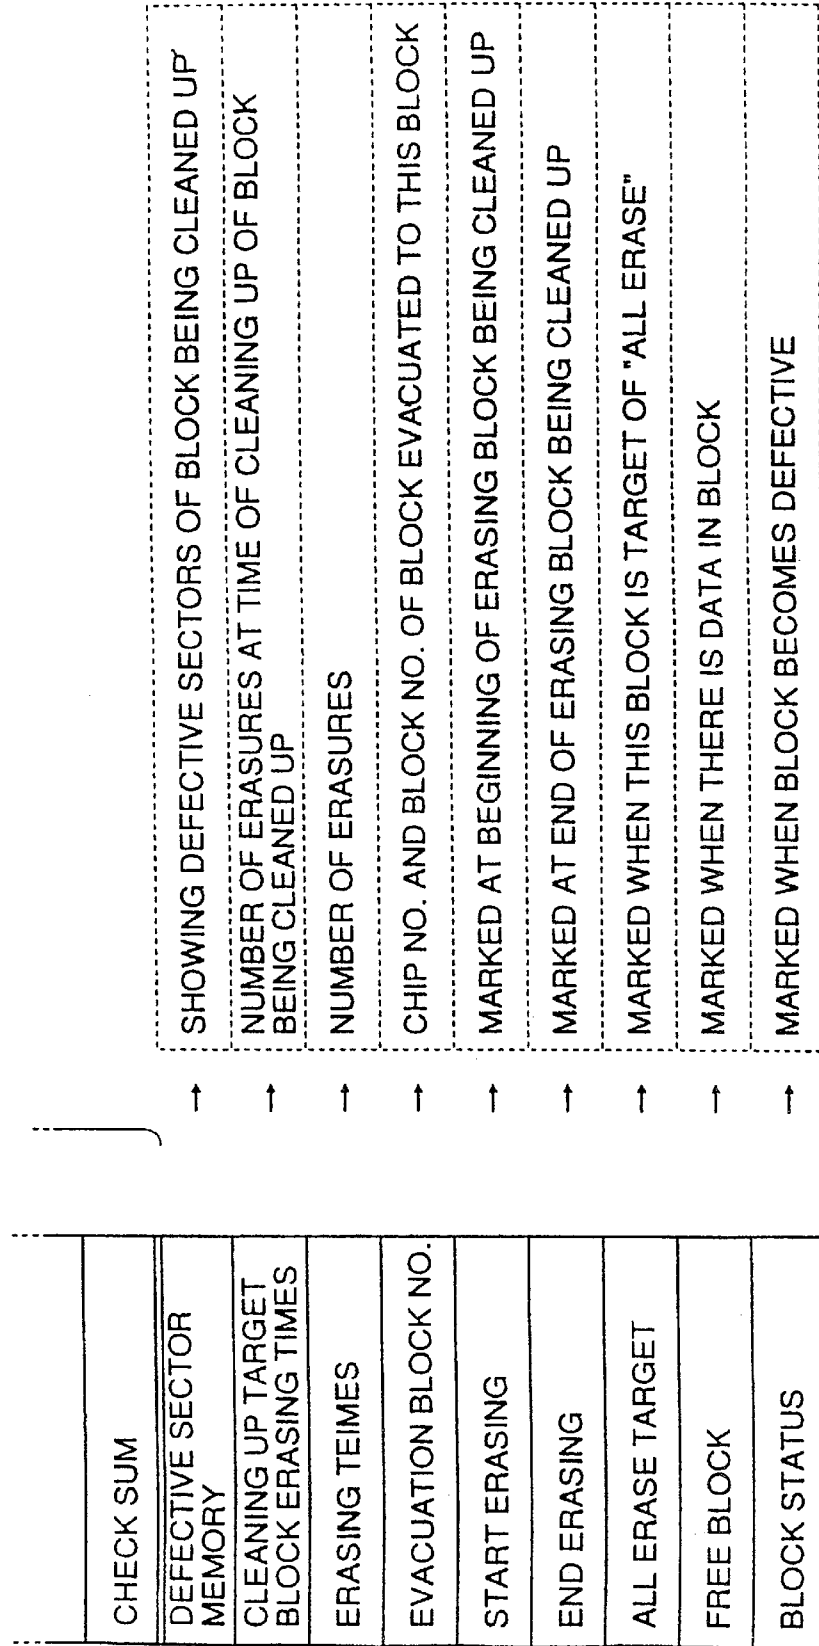 CHECK SUM
DEFECTIVE SECTOR
MEMORY
→
SHOWING DEFECTIVE SECTORS OF BLOCK BEING CLEANED UP
CLEANING UP TARGET
BLOCK ERASING TIMES
→
NUMBER OF ERASURES AT TIME OF CLEANING UP OF BLOCK
BEING CLEANED UP
ERASING TEIMES
→
NUMBER OF ERASURES
EVACUATION BLOCK NO.
→
CHIP NO. AND BLOCK NO. OF BLOCK EVACUATED TO THIS BLOCK
START ERASING
→
MARKED AT BEGINNING OF ERASING BLOCK BEING CLEANED UP
END ERASING
→
MARKED AT END OF ERASING BLOCK BEING CLEANED UP
ALL ERASE TARGET
→
MARKED WHEN THIS BLOCK IS TARGET OF "ALL ERASE"
FREE BLOCK
→
MARKED WHEN THERE IS DATA IN BLOCK
BLOCK STATUS
→
MARKED WHEN BLOCK BECOMES DEFECTIVE